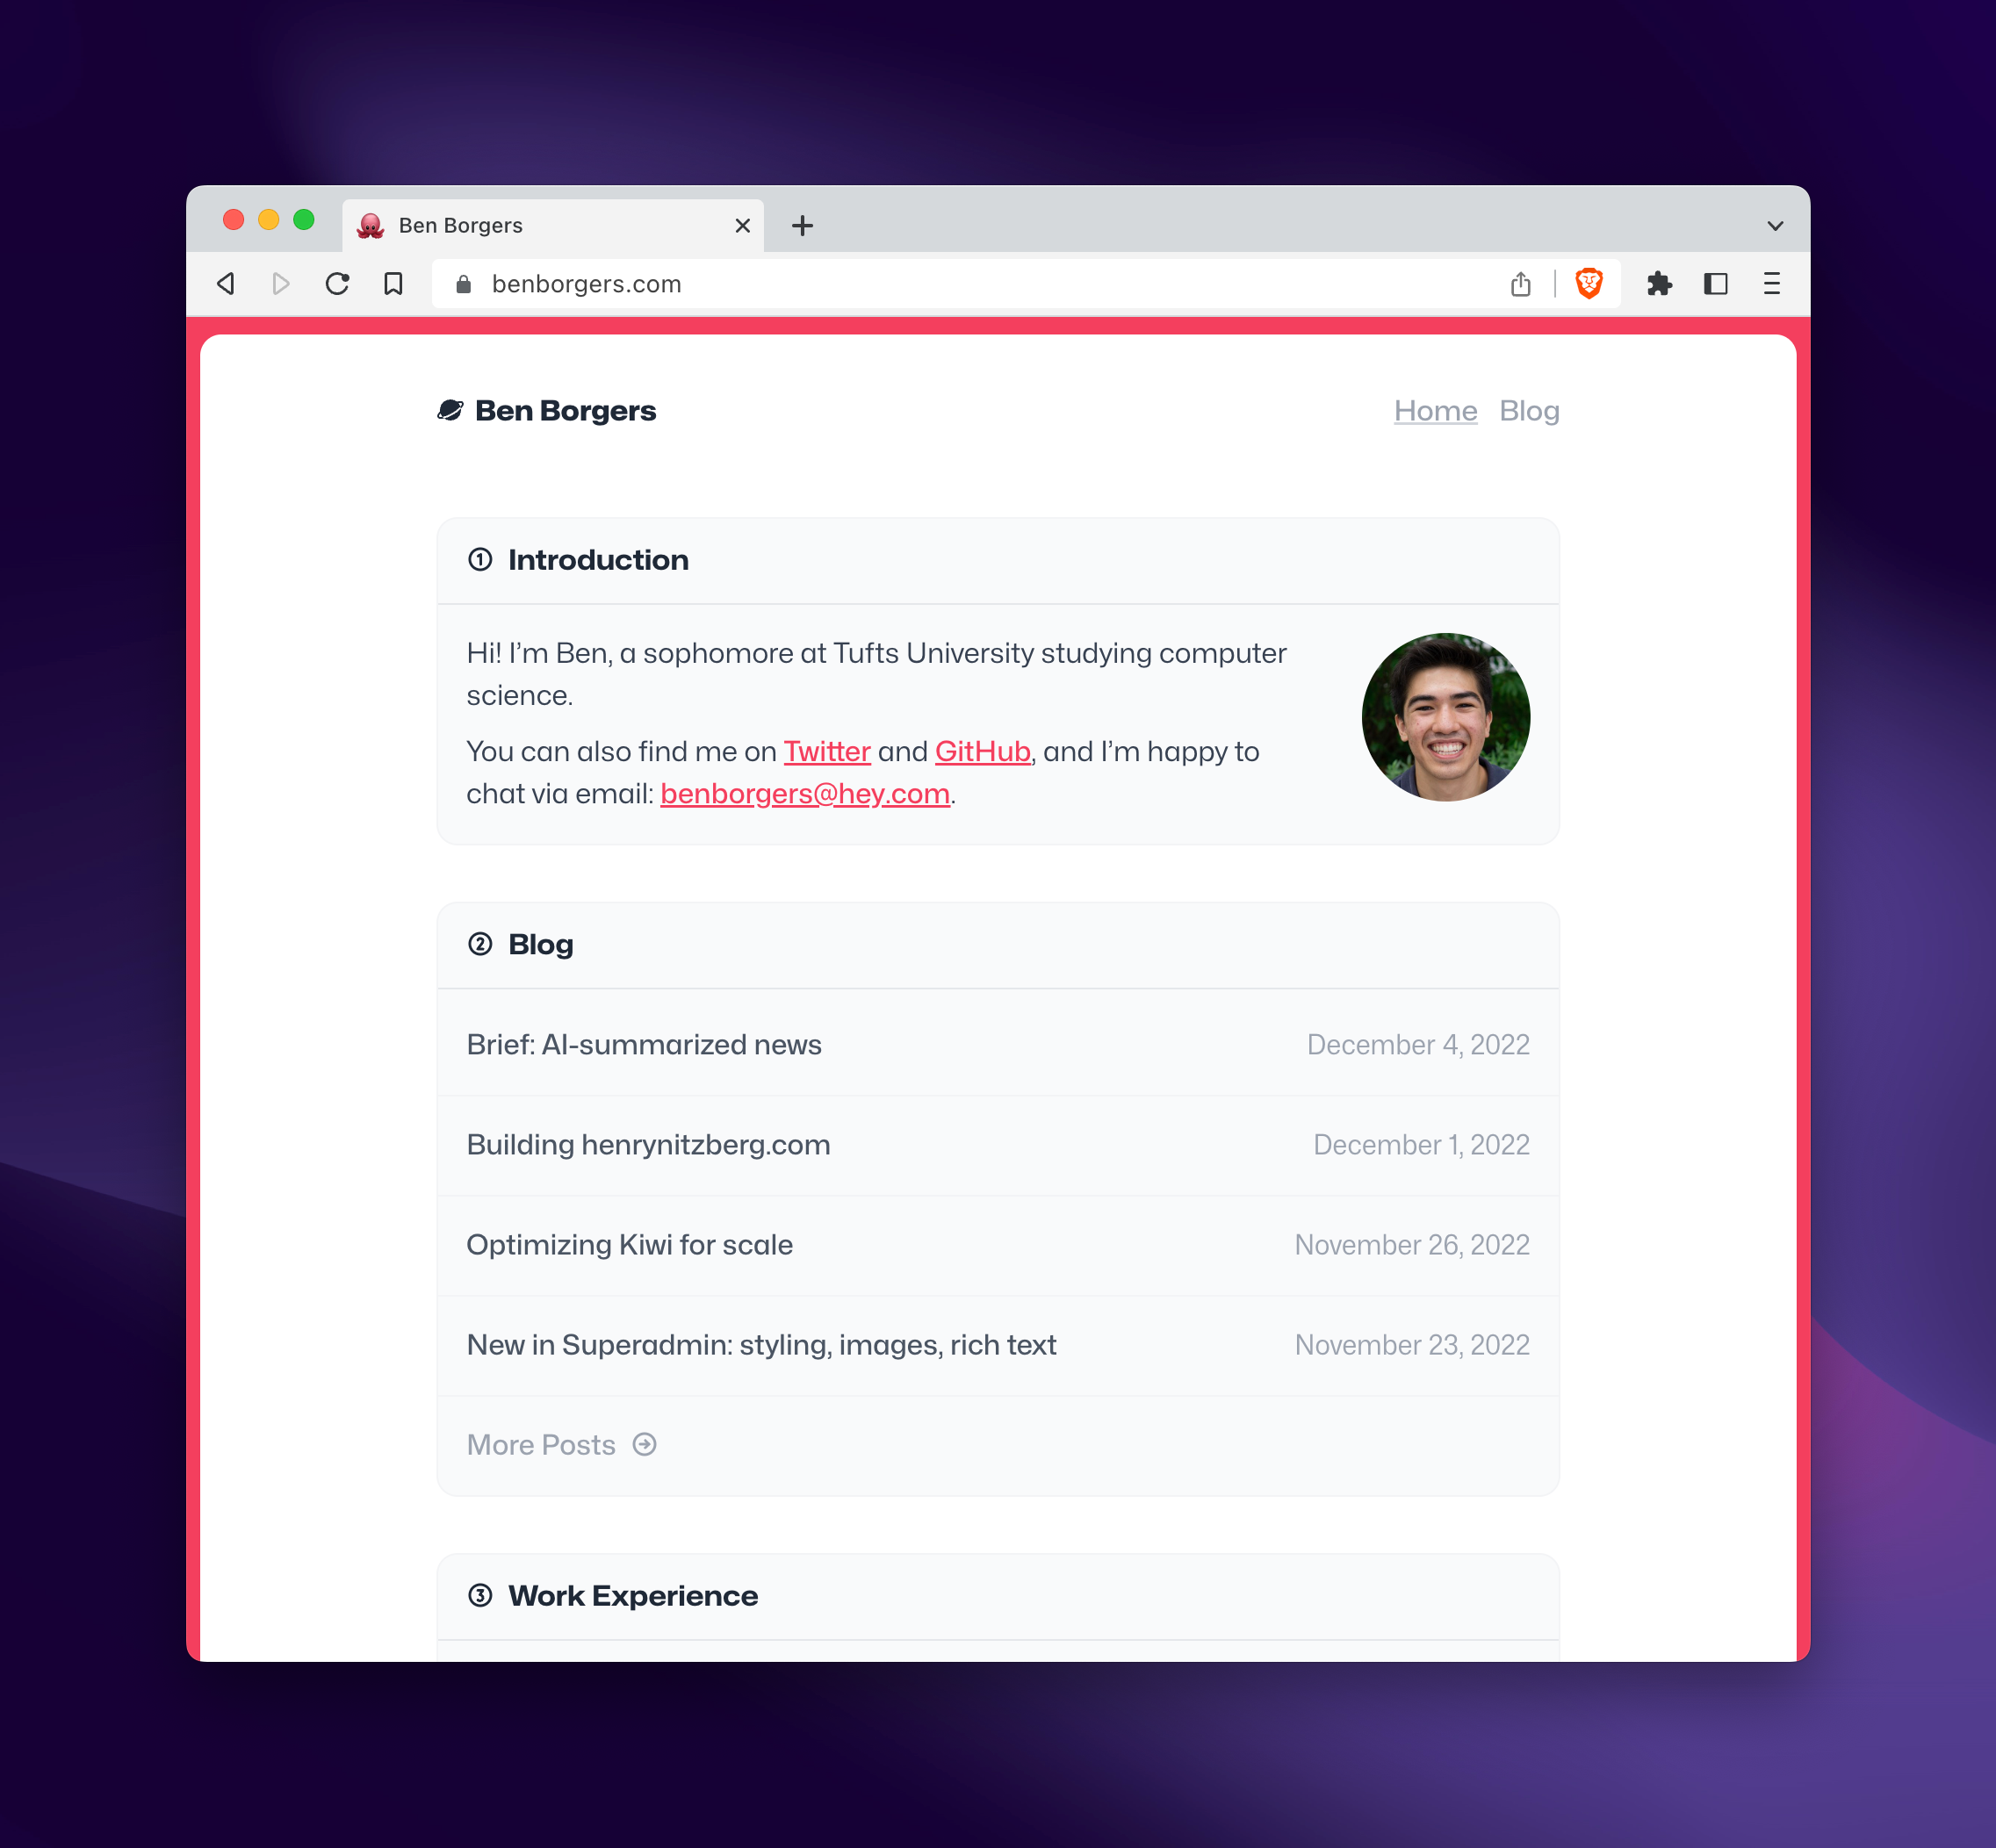 Ben Borgers
benborgers.com
Ben Borgers
Home Blog
1 Introduction
Hi! I’m Ben, a sophomore at Tufts University studying computer
science.
You can also find me on Twitter and GitHub, and I’m happy to
chat via email: benborgers@hey.com.
2 Blog
Brief: AI-summarized news December 4, 2022
Building henrynitzberg.com December 1, 2022
Optimizing Kiwi for scale November 26, 2022
New in Superadmin: styling, images, rich text November 23, 2022
More Posts
3 Work Experience